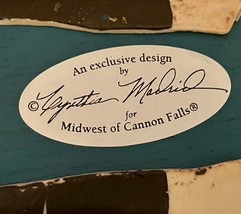 An exclusive design
by
© Cynthia Madrid
for
Midwest of Cannon Falls®